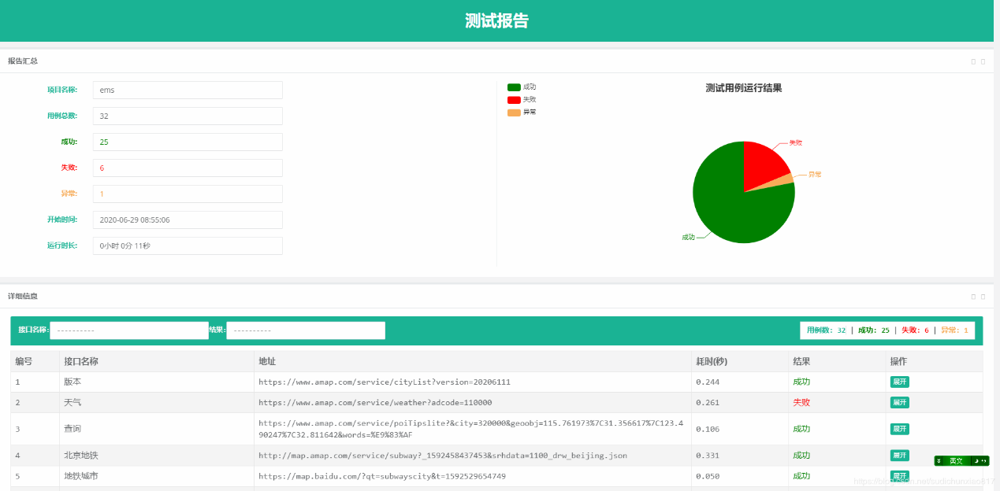 测试报告
报告汇总
项目名称: ems
用例总数: 32
成功: 25
失败: 6
异常: 1
开始时间: 2020-06-29 08:55:06
运行时长: 0小时 0分 11秒
成功
失败
异常
测试用例运行结果
失败
异常
成功
详细信息
接口名称: ---------- 结果: ----------
用例数: 32 | 成功: 25 | 失败: 6 | 异常: 1
编号 接口名称 地址 耗时(秒) 结果 操作
1 版本 https://www.amap.com/service/cityList?version=20206111 0.244 成功 展开
2 天气 https://www.amap.com/service/weather?adcode=110000 0.261 失败 展开
3 查询 https://www.amap.com/service/poiTipslite?&city=320000&geoobj=115.761973%7C31.356617%7C123.4
90247%7C32.811642&words=%E9%83%AF 0.106 成功 展开
4 北京地铁 http://map.amap.com/service/subway?_1592458437453&srhdata=1100_drw_beijing.json 0.331 成功 展开
英文
5 地铁城市 https://map.baidu.com/?qt=subwayscity&t=1592529654749 0.050 成功 展开